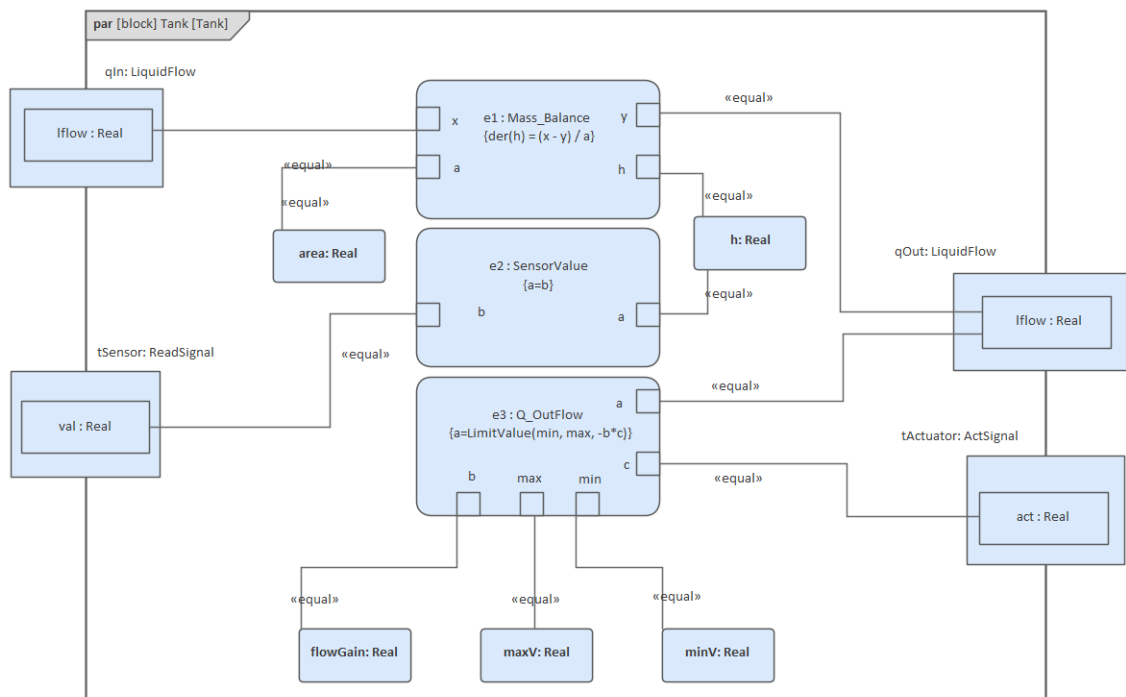 par [block] Tank [Tank]
qIn: LiquidFlow
lflow : Real
«equal»
x
e1 : Mass_Balance
{der(h) = (x - y) / a}
y
a
h
«equal»
«equal»
«equal»
area: Real
h: Real
e2 : SensorValue
{a=b}
b
a
«equal»
qOut: LiquidFlow
lflow : Real
tSensor: ReadSignal
«equal»
val : Real
e3 : Q_OutFlow
{a=LimitValue(min, max, -b*c)}
a
«equal»
c
b
max
min
«equal»
tActuator: ActSignal
act : Real
«equal»
«equal»
«equal»
flowGain: Real
maxV: Real
minV: Real